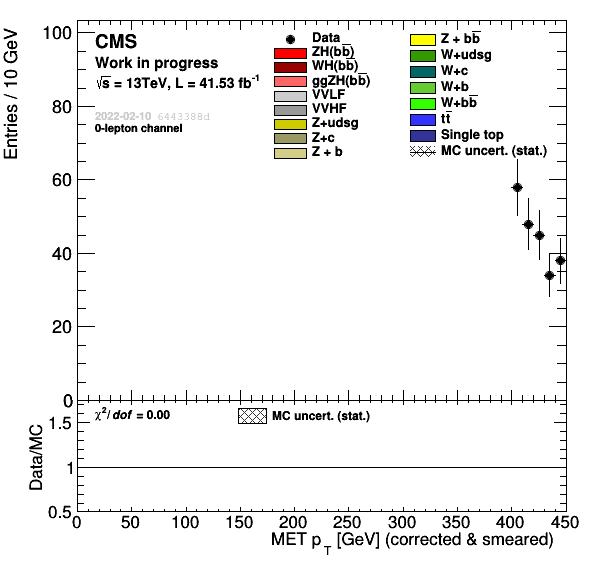 CMS
Work in progress
√s = 13TeV, L = 41.53 fb⁻¹
2022-02-10 6443388d
0-lepton channel
Data
ZH(bb̅)
WH(bb̅)
ggZH(bb̅)
VVLF
VVHF
Z+udsg
Z+c
Z + b
Z + bb̅
W+udsg
W+c
W+b
W+bb̅
tt̅
Single top
MC uncert. (stat.)
Entries / 10 GeV
100
80
60
40
20
0
χ²/dof = 0.00
MC uncert. (stat.)
Data/MC
1.5
1
0.5
0 50 100 150 200 250 300 350 400 450
MET p_T [GeV] (corrected & smeared)